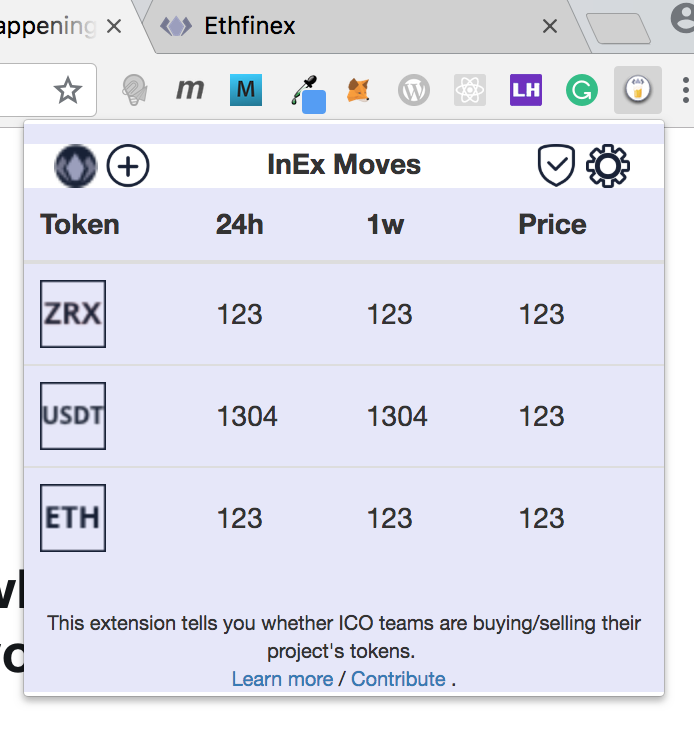 appening
Ethfinex
m M W LH G
InEx Moves
Token 24h 1w Price
ZRX 123 123 123
USDT 1304 1304 123
ETH 123 123 123
This extension tells you whether ICO teams are buying/selling their
project's tokens.
Learn more / Contribute .